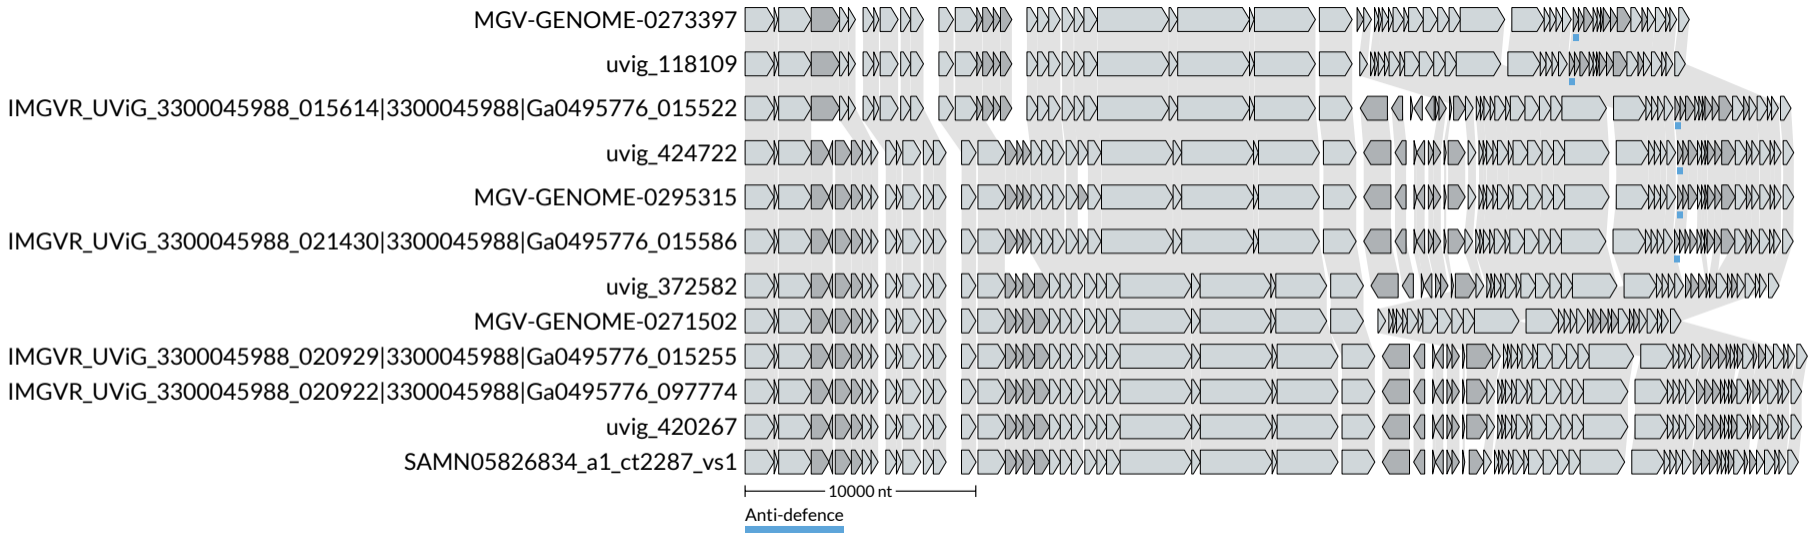 MGV-GENOME-0273397
uvig_118109
IMGVR_UViG_3300045988_015614|3300045988|Ga0495776_015522
uvig_424722
MGV-GENOME-0295315
IMGVR_UViG_3300045988_021430|3300045988|Ga0495776_015586
uvig_372582
MGV-GENOME-0271502
IMGVR_UViG_3300045988_020929|3300045988|Ga0495776_015255
IMGVR_UViG_3300045988_020922|3300045988|Ga0495776_097774
uvig_420267
SAMN05826834_a1_ct2287_vs1
10000 nt
Anti-defence